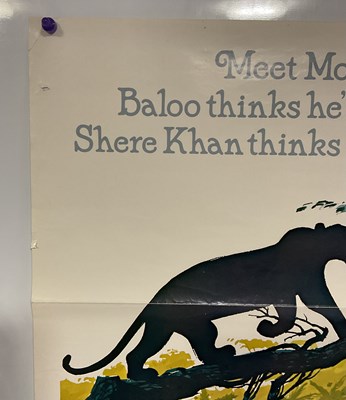 Meet Mo
Baloo thinks he'
Shere Khan thinks